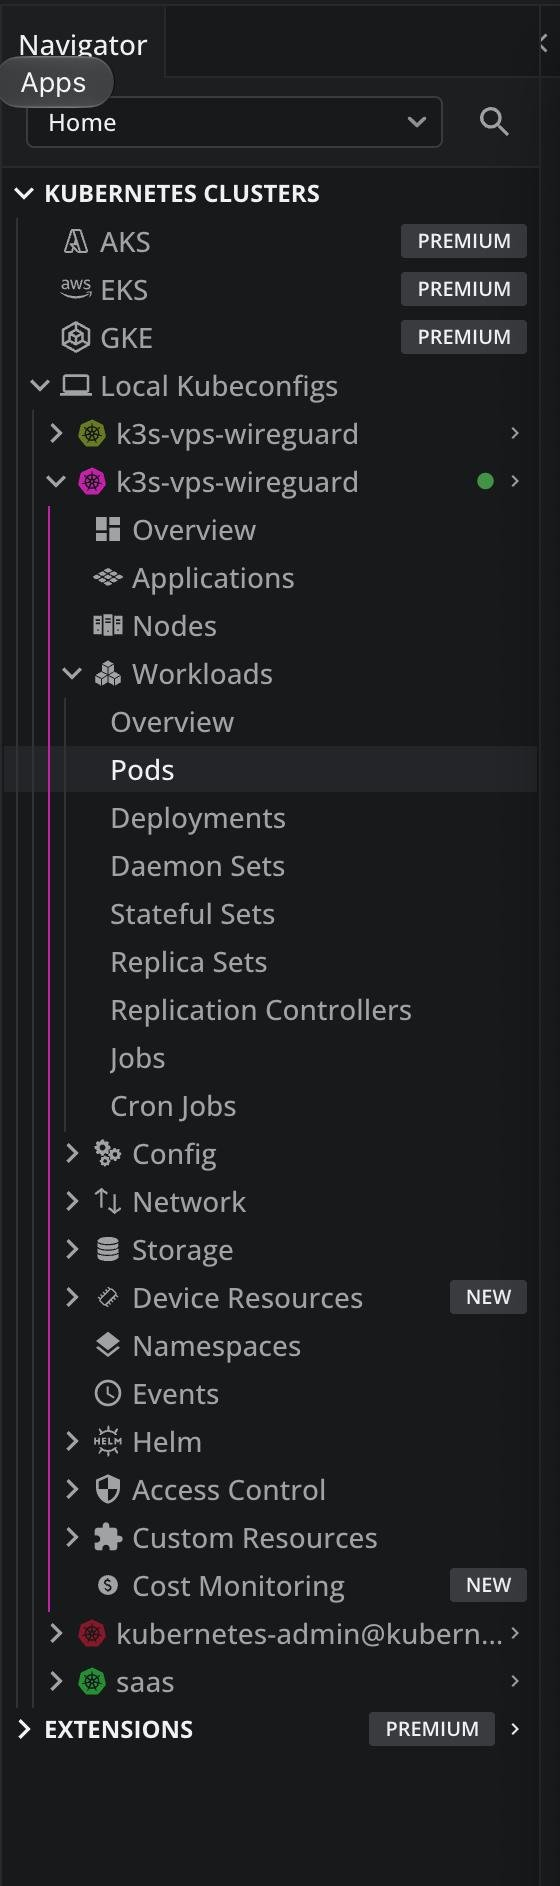 Navigator
Apps
Home
KUBERNETES CLUSTERS
AKS PREMIUM
aws EKS PREMIUM
GKE PREMIUM
Local Kubeconfigs
k3s-vps-wireguard
k3s-vps-wireguard
Overview
Applications
Nodes
Workloads
Overview
Pods
Deployments
Daemon Sets
Stateful Sets
Replica Sets
Replication Controllers
Jobs
Cron Jobs
Config
Network
Storage
Device Resources NEW
Namespaces
Events
HELM Helm
Access Control
Custom Resources
$ Cost Monitoring NEW
kubernetes-admin@kubern...
saas
EXTENSIONS PREMIUM